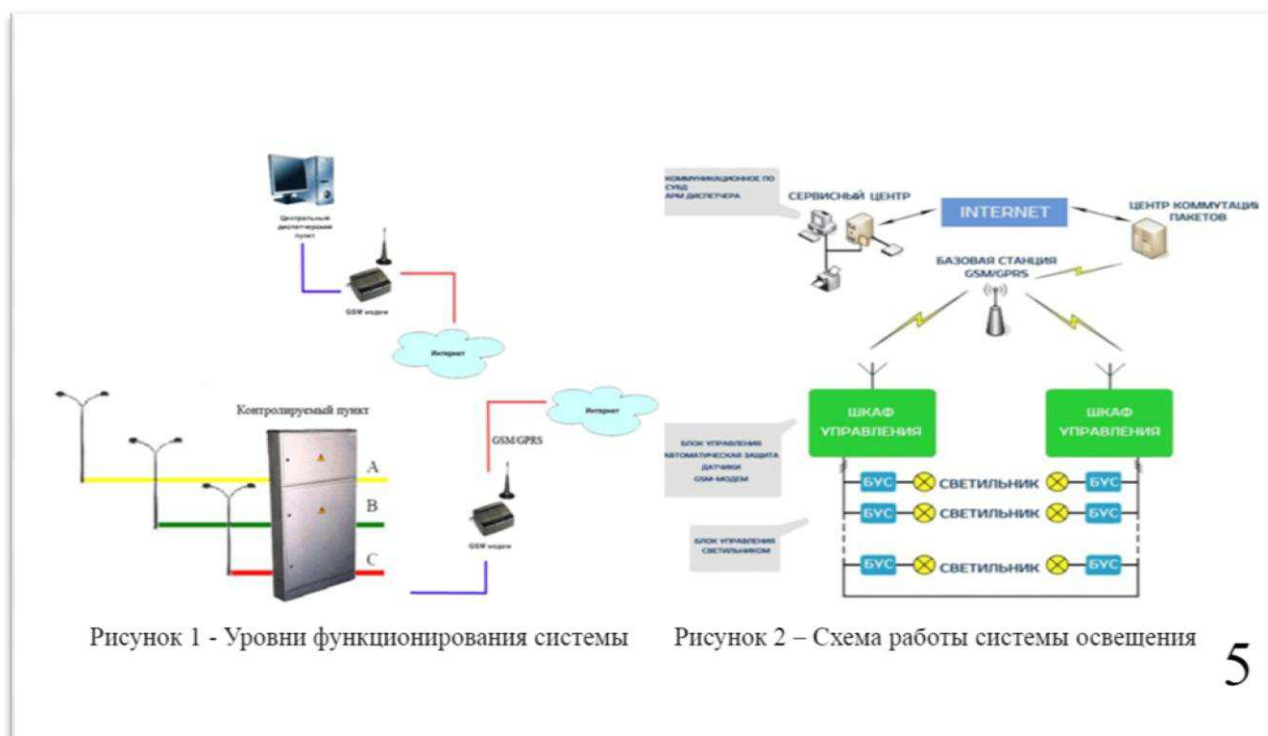 Центральный
диспетчерский
пункт
GSM модем
Интернет
Интернет
Контролируемый пункт
GSM/GPRS
A
B
C
GSM модем
Рисунок 1 - Уровни функционирования системы
КОММУНИКАЦИОННОЕ ПО
СУБД
АРМ ДИСПЕТЧЕРА
СЕРВИСНЫЙ ЦЕНТР
INTERNET
ЦЕНТР КОММУТАЦИИ
ПАКЕТОВ
БАЗОВАЯ СТАНЦИЯ
GSM/GPRS
ШКАФ
УПРАВЛЕНИЯ
ШКАФ
УПРАВЛЕНИЯ
БЛОК УПРАВЛЕНИЯ
АВТОМАТИЧЕСКАЯ ЗАЩИТА
ДАТЧИКИ
GSM-МОДЕМ
БУС СВЕТИЛЬНИК БУС
БУС СВЕТИЛЬНИК БУС
БЛОК УПРАВЛЕНИЯ
СВЕТИЛЬНИКОМ
БУС СВЕТИЛЬНИК БУС
Рисунок 2 – Схема работы системы освещения
5